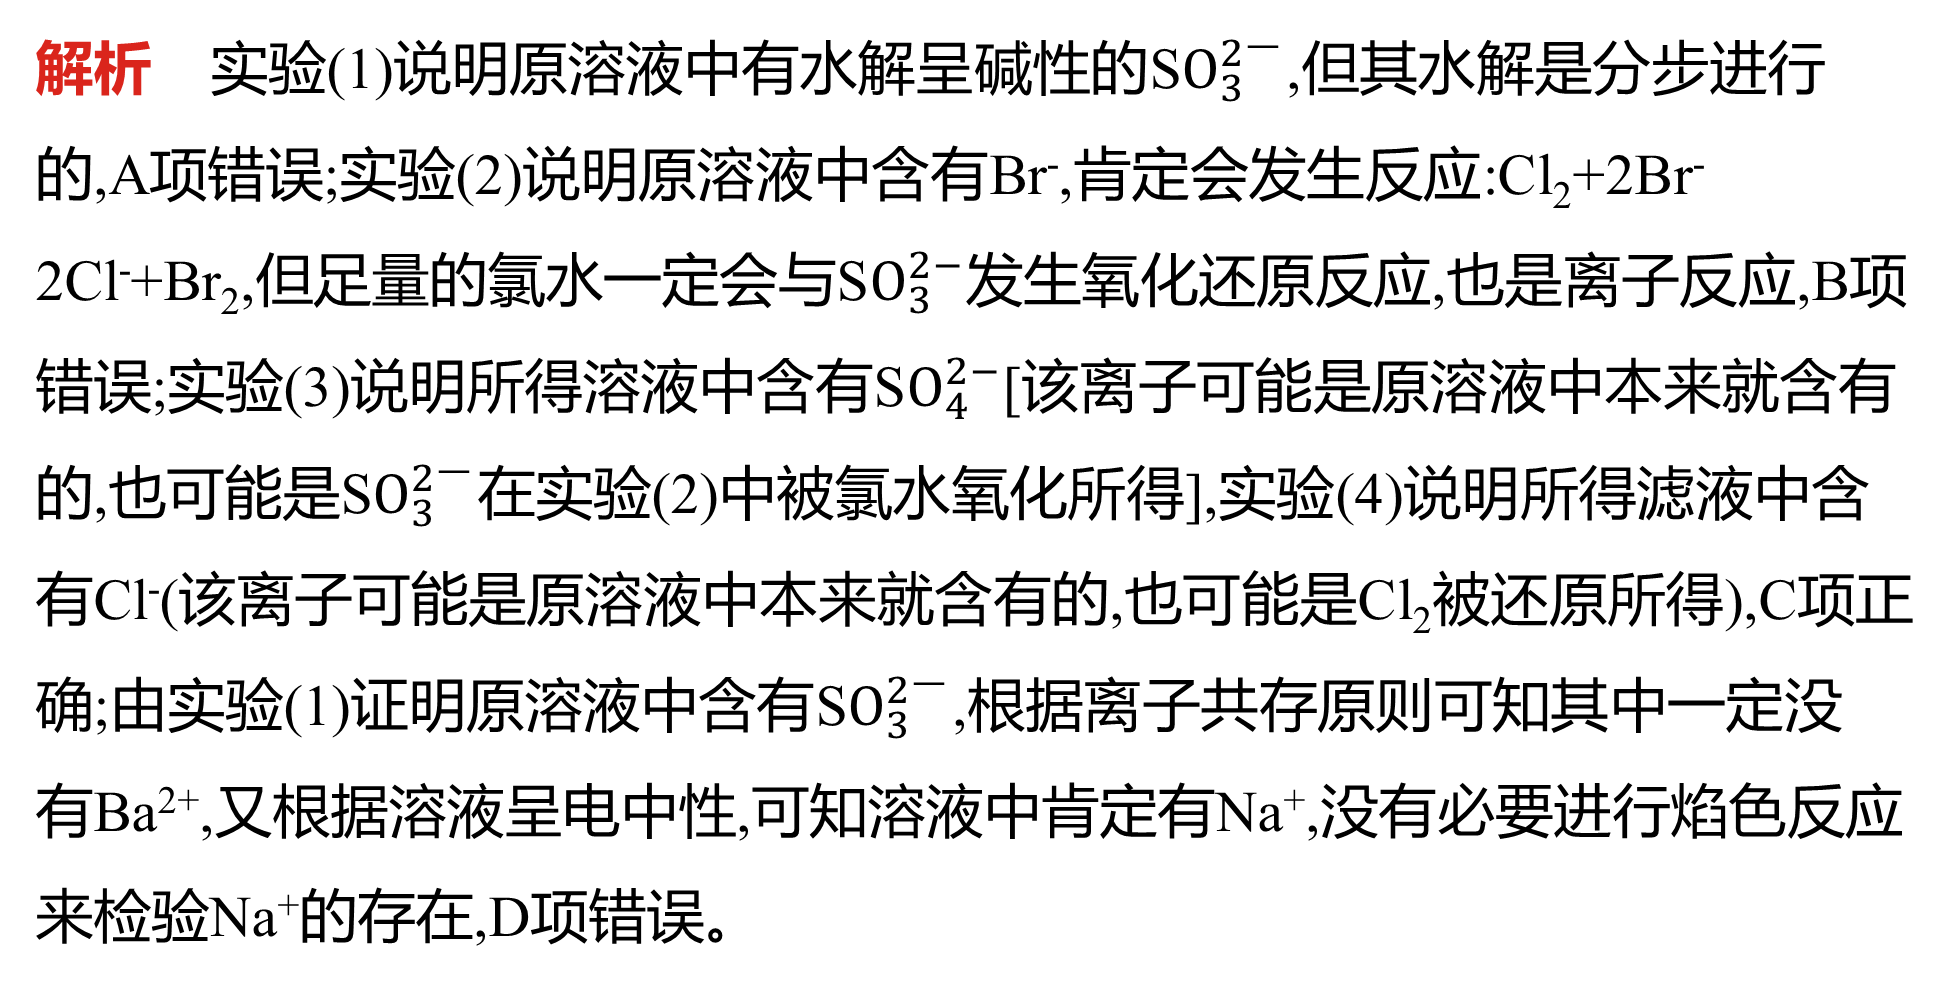 解析　实验(1)说明原溶液中有水解呈碱性的SO₃²⁻,但其水解是分步进行
的,A项错误;实验(2)说明原溶液中含有Br⁻,肯定会发生反应:Cl₂+2Br⁻
2Cl⁻+Br₂,但足量的氯水一定会与SO₃²⁻发生氧化还原反应,也是离子反应,B项
错误;实验(3)说明所得溶液中含有SO₄²⁻[该离子可能是原溶液中本来就含有
的,也可能是SO₃²⁻在实验(2)中被氯水氧化所得],实验(4)说明所得滤液中含
有Cl⁻(该离子可能是原溶液中本来就含有的,也可能是Cl₂被还原所得),C项正
确;由实验(1)证明原溶液中含有SO₃²⁻,根据离子共存原则可知其中一定没
有Ba²⁺,又根据溶液呈电中性,可知溶液中肯定有Na⁺,没有必要进行焰色反应
来检验Na⁺的存在,D项错误。